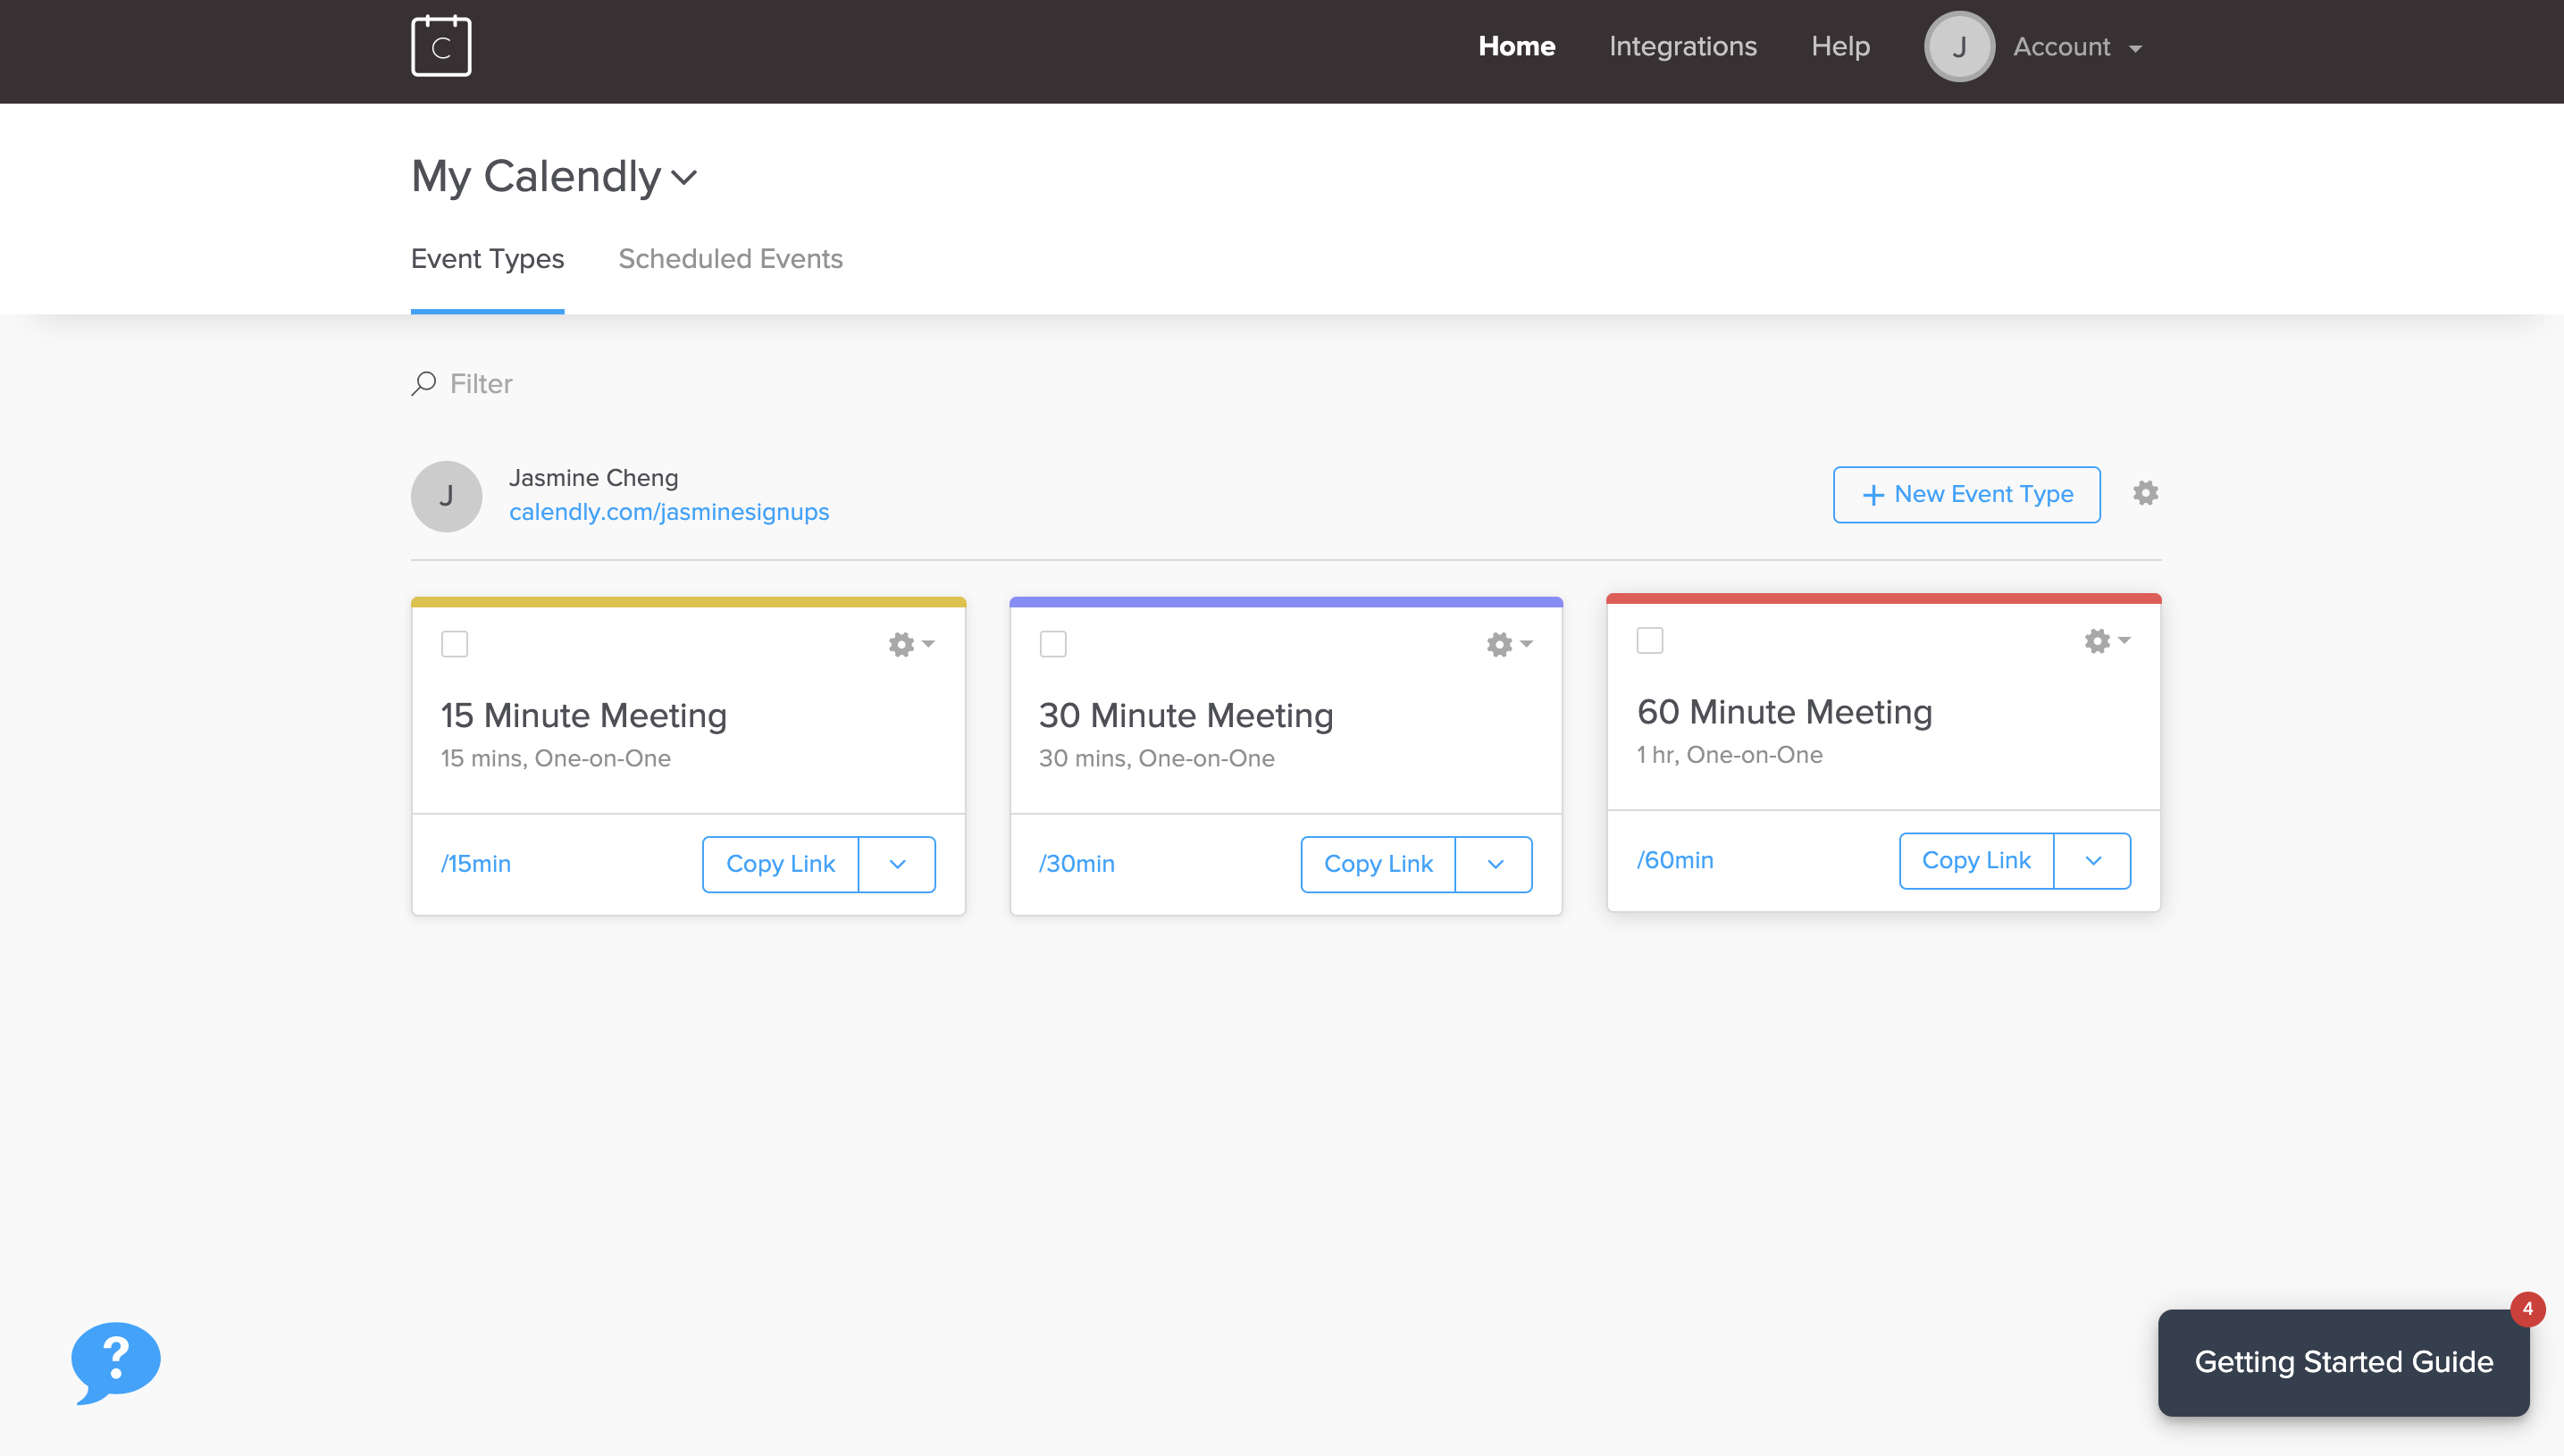 C
Home Integrations Help J Account
My Calendly
Event Types Scheduled Events
Filter
J
Jasmine Cheng
calendly.com/jasminesignups
+ New Event Type
15 Minute Meeting
15 mins, One-on-One
/15min Copy Link
30 Minute Meeting
30 mins, One-on-One
/30min Copy Link
60 Minute Meeting
1 hr, One-on-One
/60min Copy Link
?
4
Getting Started Guide